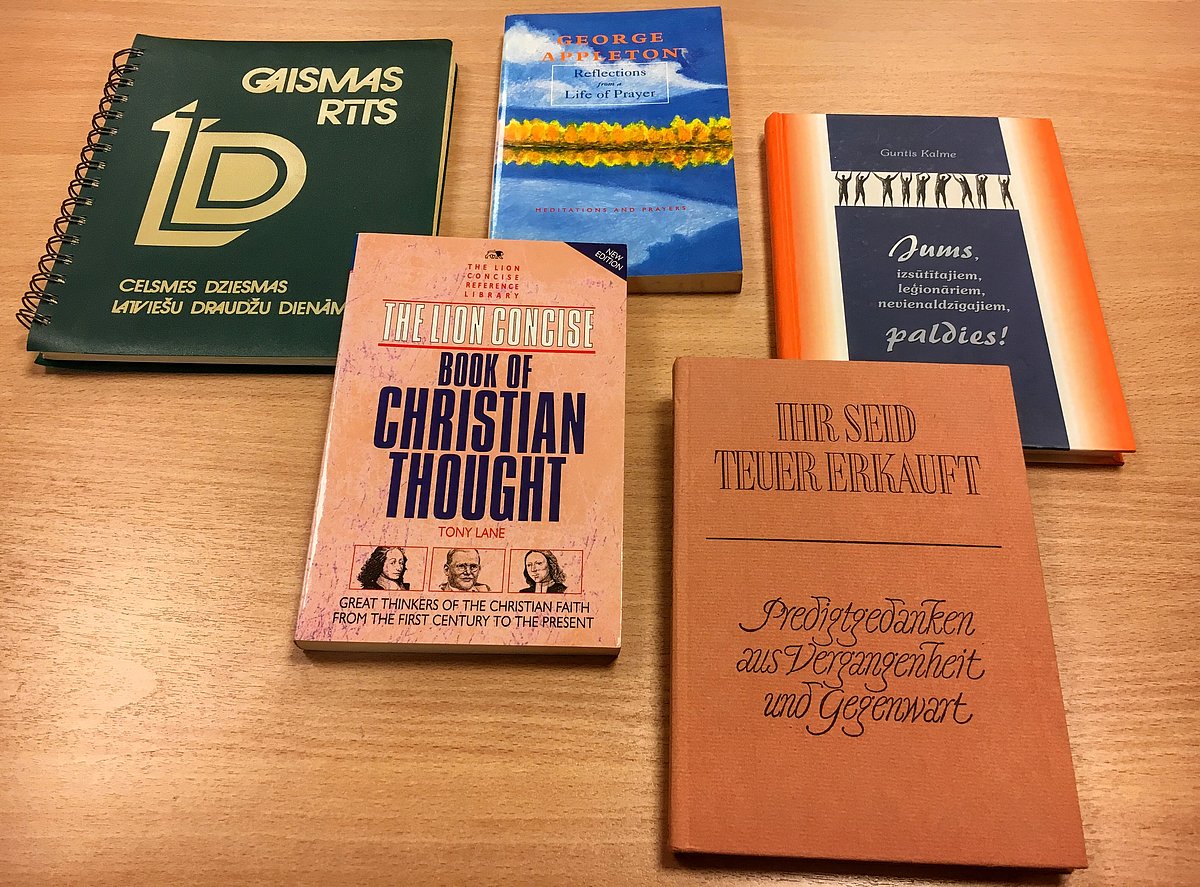 GAISMAS
RITS
LD
CELSMES DZIESMAS
LATVIEŠU DRAUDŽU DIENĀM
GEORGE
APPLETON
Reflections
from a
Life of Prayer
MEDITATIONS AND PRAYERS
Guntis Kalme
Jums,
izsūtītajiem,
leģionāriem,
nevienaldzīgajiem,
paldies!
NEW
EDITION
THE LION
CONCISE
REFERENCE
LIBRARY
THE LION CONCISE
BOOK OF
CHRISTIAN
THOUGHT
TONY LANE
GREAT THINKERS OF THE CHRISTIAN FAITH
FROM THE FIRST CENTURY TO THE PRESENT
IHR SEID
TEUER ERKAUFT
Predigtgedanken
aus Vergangenheit
und Gegenwart